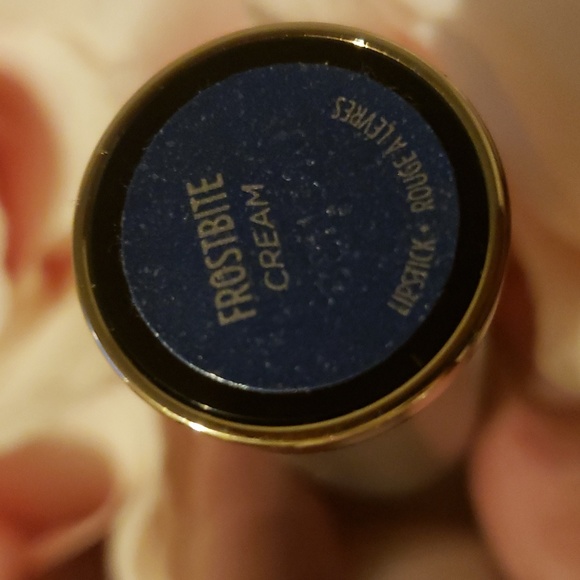 FROSTBITE
CREAM
LIPSTICK • ROUGE À LÈVRES